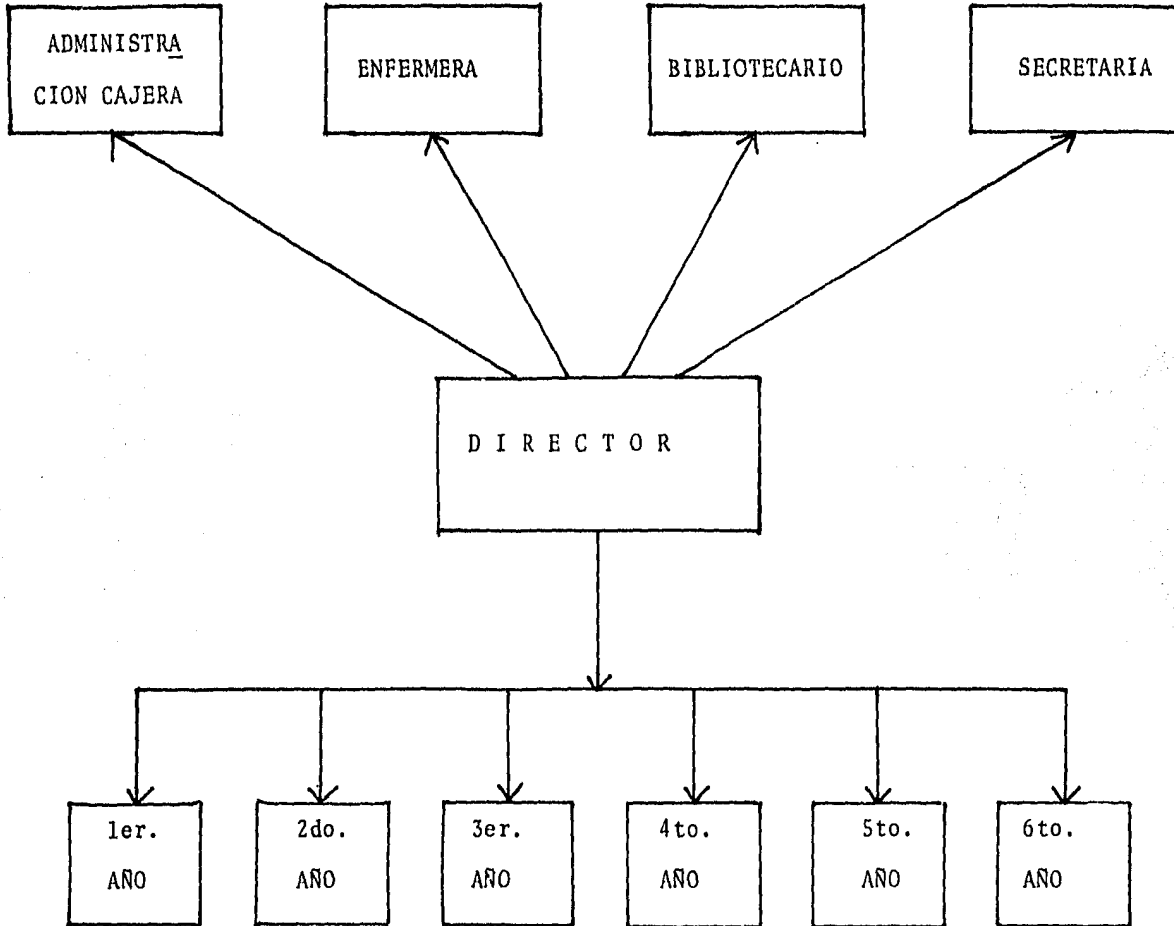 ADMINISTRA
CION CAJERA
ENFERMERA
BIBLIOTECARIO
SECRETARIA
D I R E C T O R
1er.
AÑO
2do.
AÑO
3er.
AÑO
4to.
AÑO
5to.
AÑO
6to.
AÑO